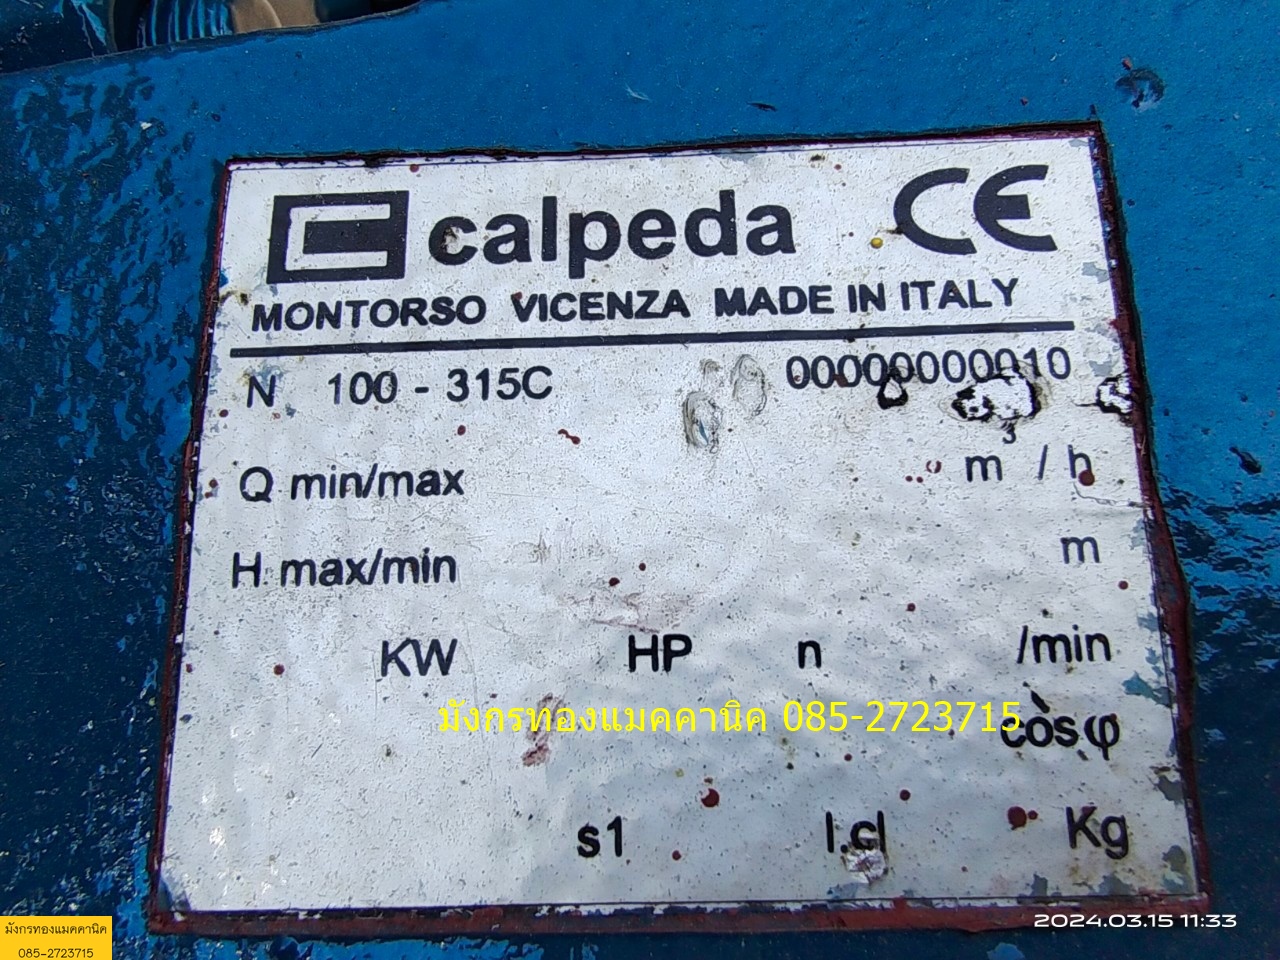 calpeda CE
MONTORSO VICENZA MADE IN ITALY
N 100 - 315C 00000000010
Q min/max m³ / h
H max/min m
KW HP n /min
มังกรทองแมคคานิค 085-2723715
còs φ
s1 I.cl Kg
มังกรทองแมคคานิค
085-2723715
2024.03.15 11:33